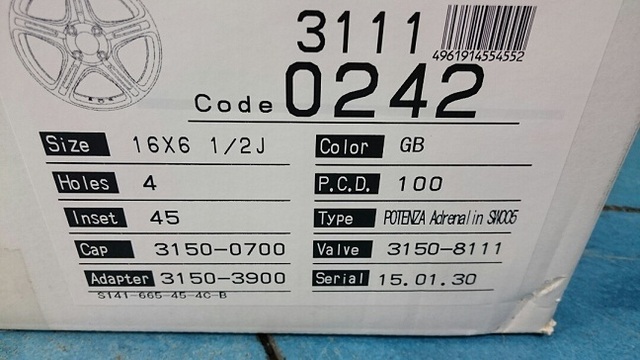 3111
4961914554552
Code 0242
Size 16X6 1/2J Color GB
Holes 4 P.C.D. 100
Inset 45 Type POTENZA Adrenalin SW005
Cap 3150-0700 Valve 3150-8111
Adapter 3150-3900 Serial 15.01.30
S141-665-45-4C-B